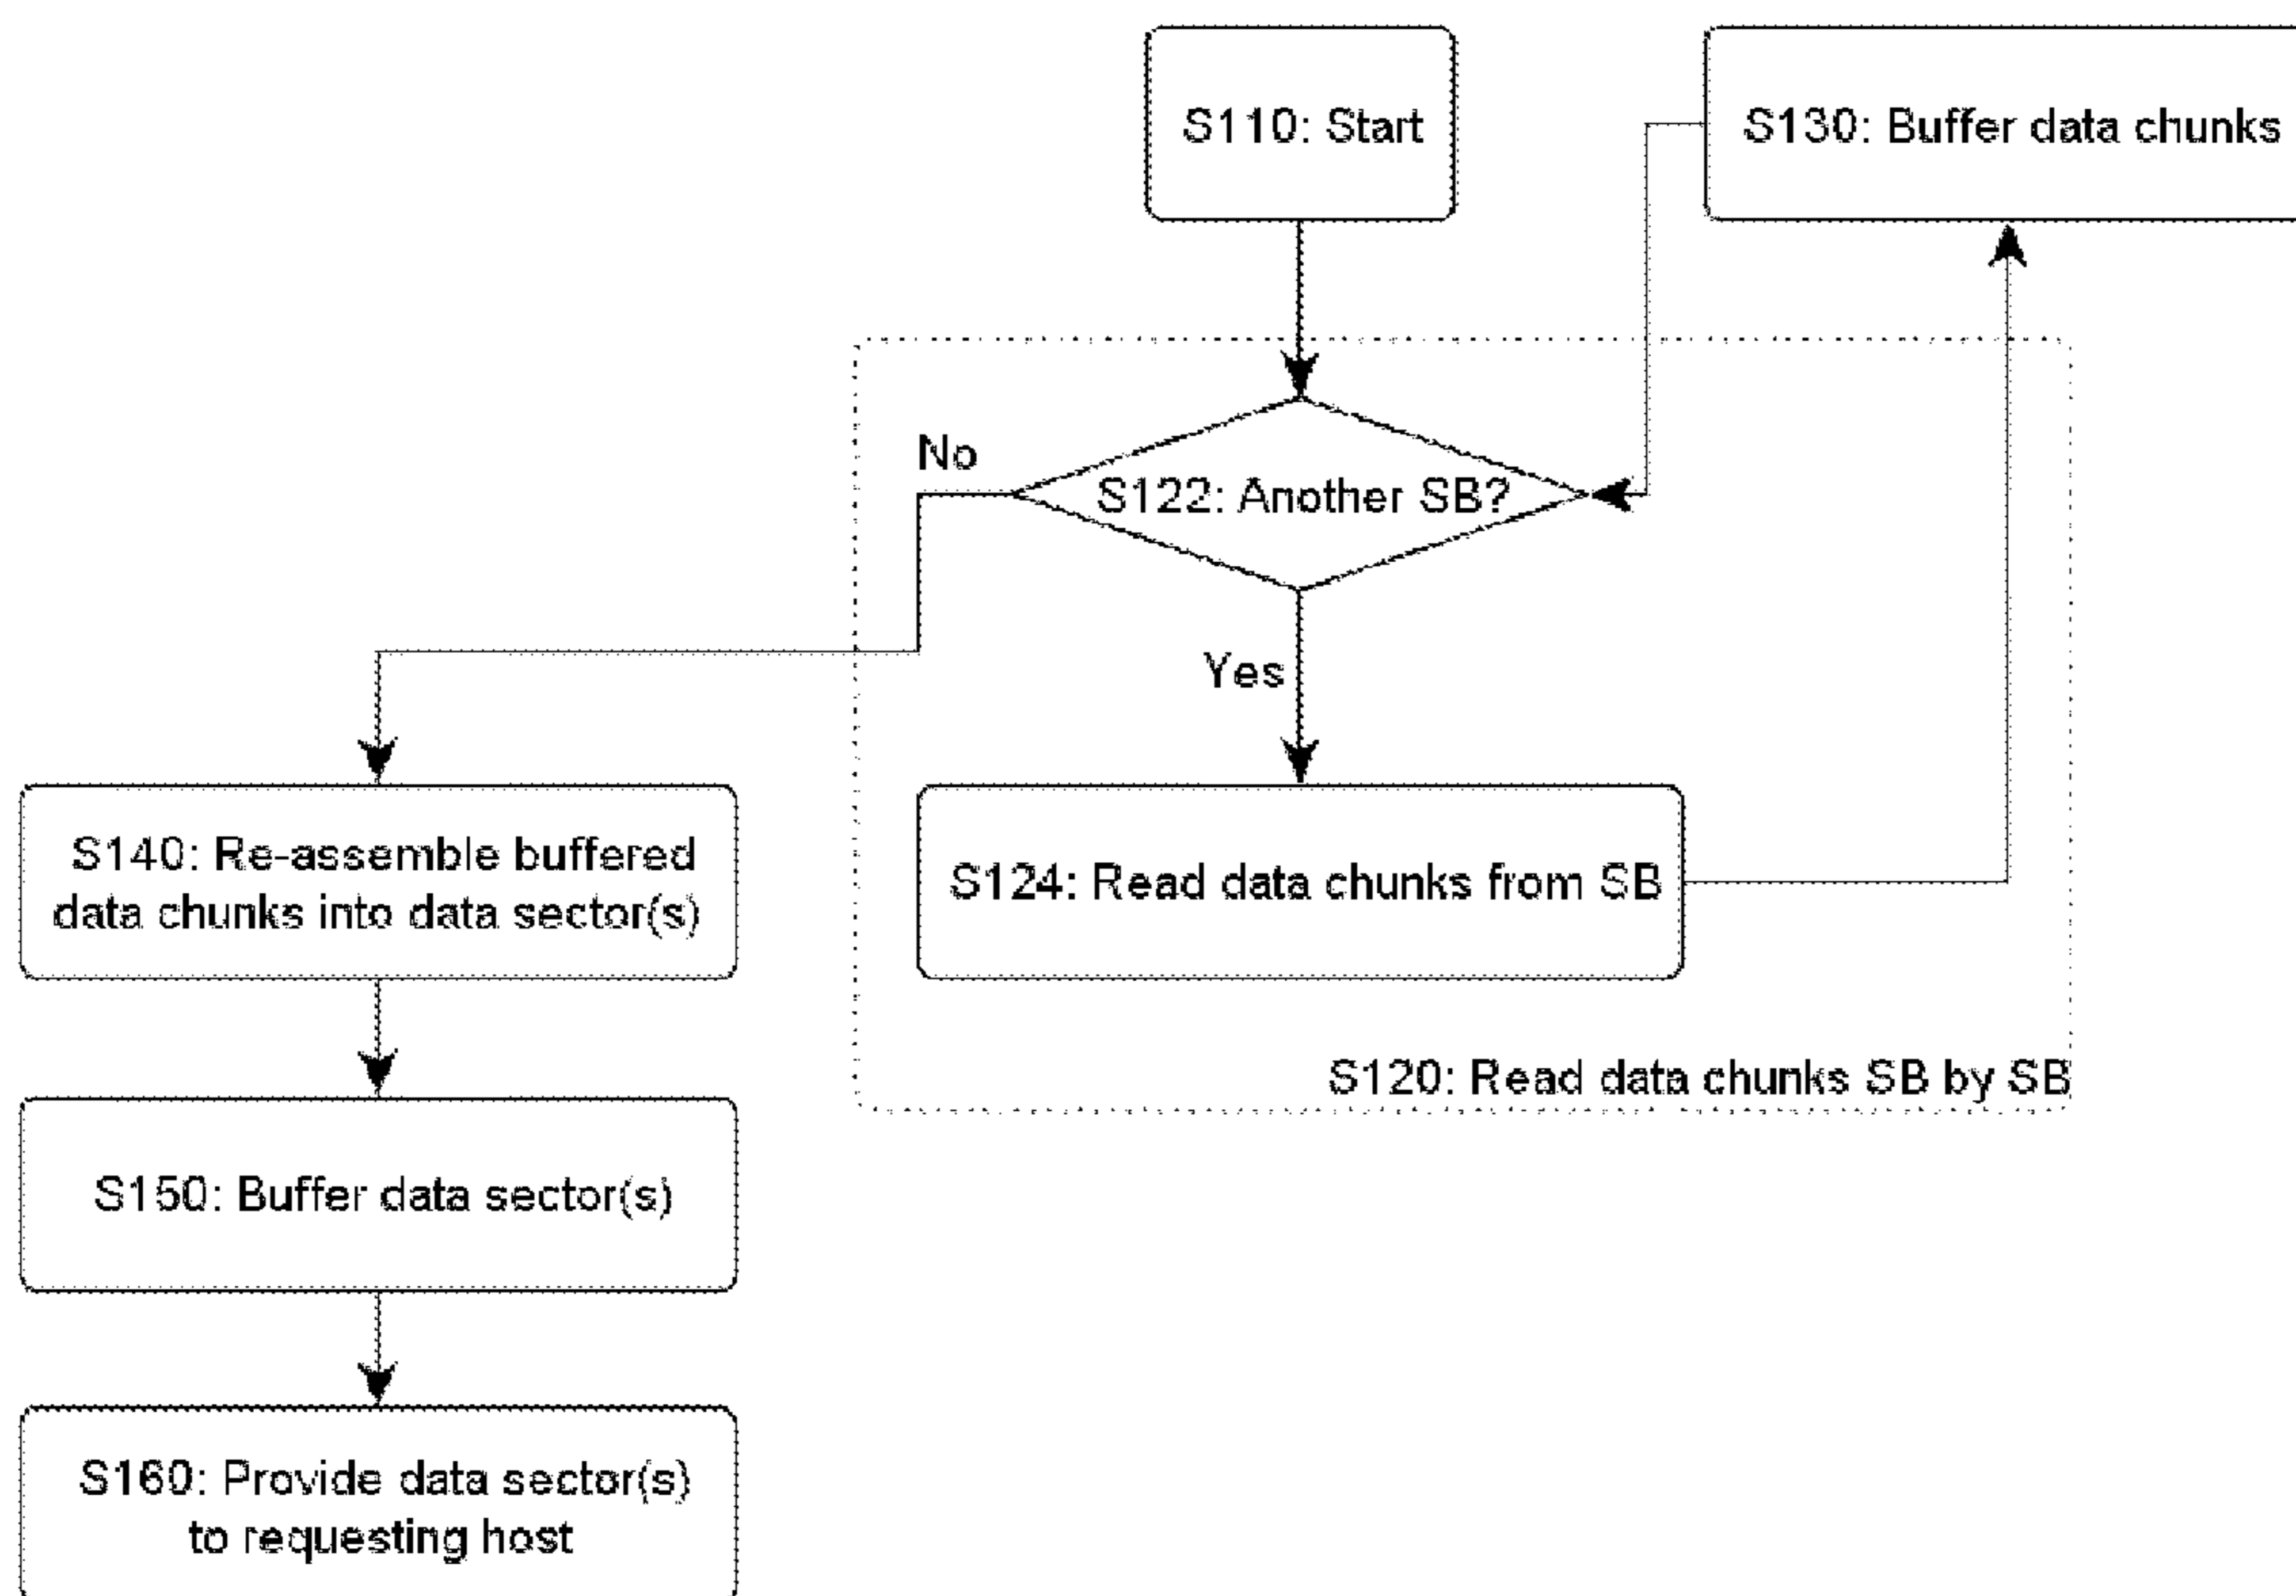 S110: Start
S130: Buffer data chunks
No
S122: Another SB?
Yes
S140: Re-assemble buffered
data chunks into data sector(s)
S124: Read data chunks from SB
S120: Read data chunks SB by SB
S150: Buffer data sector(s)
S160: Provide data sector(s)
to requesting host